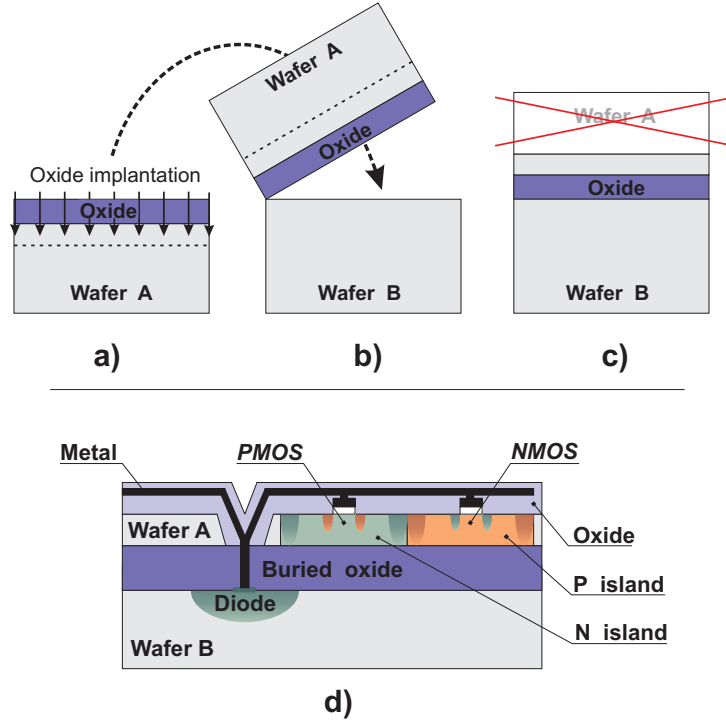 Wafer A
Oxide
Oxide implantation
Oxide
Wafer A
Wafer B
Wafer A
Oxide
Wafer B
a)
b)
c)
Metal
PMOS
NMOS
Wafer A
Oxide
Buried oxide
P island
Diode
N island
Wafer B
d)